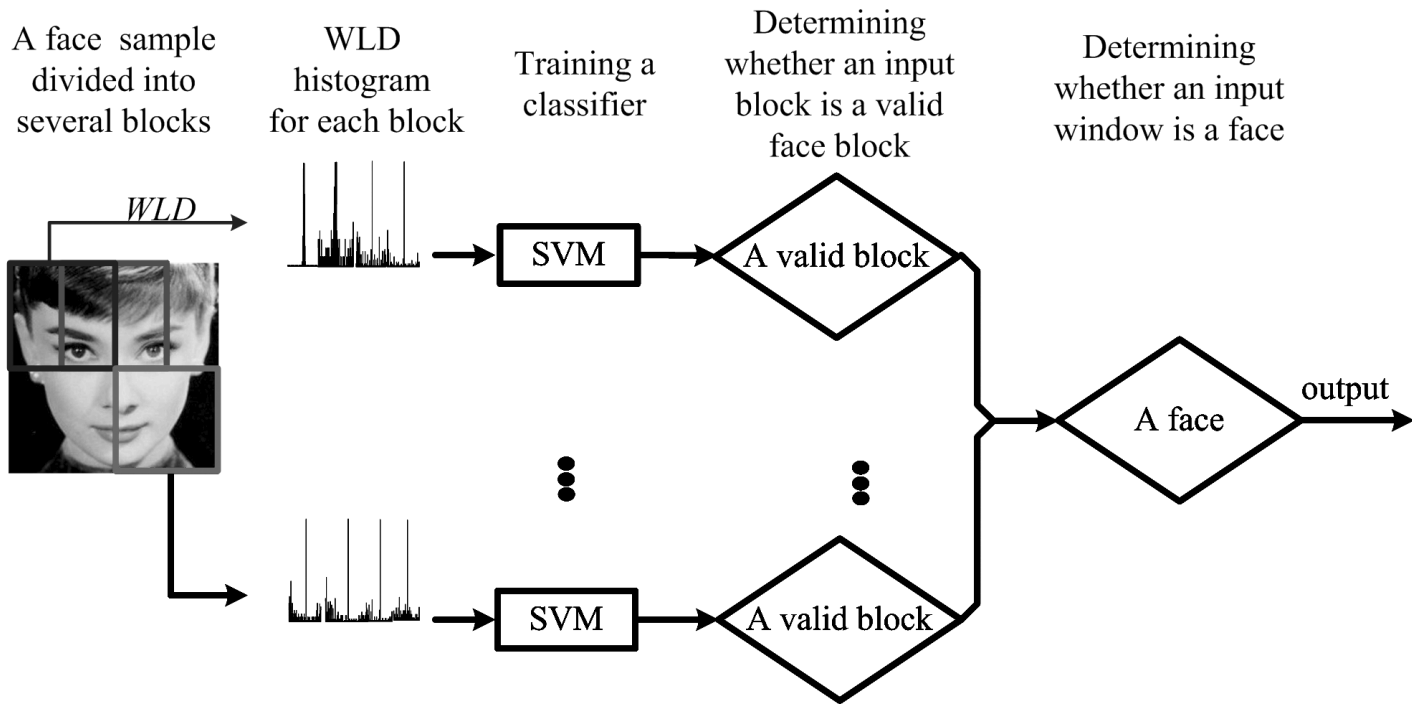 A face sample
divided into
several blocks
WLD
histogram
for each block
Training a
classifier
Determining
whether an input
block is a valid
face block
Determining
whether an input
window is a face
WLD
SVM
A valid block
A face
output
SVM
A valid block